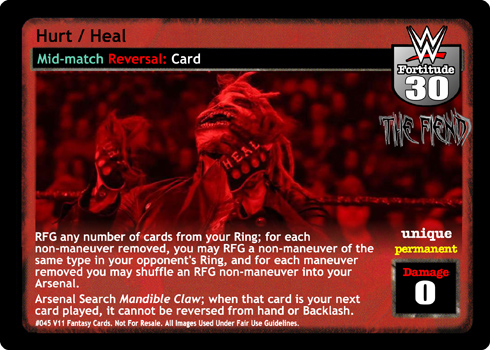 Hurt / Heal
Mid-match Reversal: Card
W
Fortitude
30
THE FIEND
HEAL
RFG any number of cards from your Ring; for each
non-maneuver removed, you may RFG a non-maneuver of the
same type in your opponent's Ring, and for each maneuver
removed you may shuffle an RFG non-maneuver into your
Arsenal.
Arsenal Search Mandible Claw; when that card is your next
card played, it cannot be reversed from hand or Backlash.
#045 V11 Fantasy Cards. Not For Resale. All Images Used Under Fair Use Guidelines.
unique
permanent
Damage
0